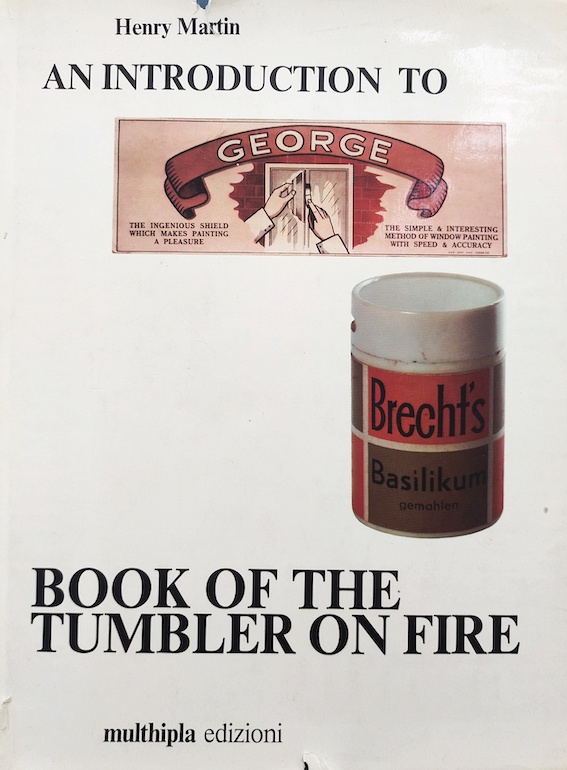 Henry Martin
AN INTRODUCTION TO
GEORGE
THE INGENIOUS SHIELD
WHICH MAKES PAINTING
A PLEASURE
THE SIMPLE & INTERESTING
METHOD OF WINDOW PAINTING
WITH SPEED & ACCURACY
Brecht's
Basilikum
gemahlen
BOOK OF THE
TUMBLER ON FIRE
multhipla edizioni